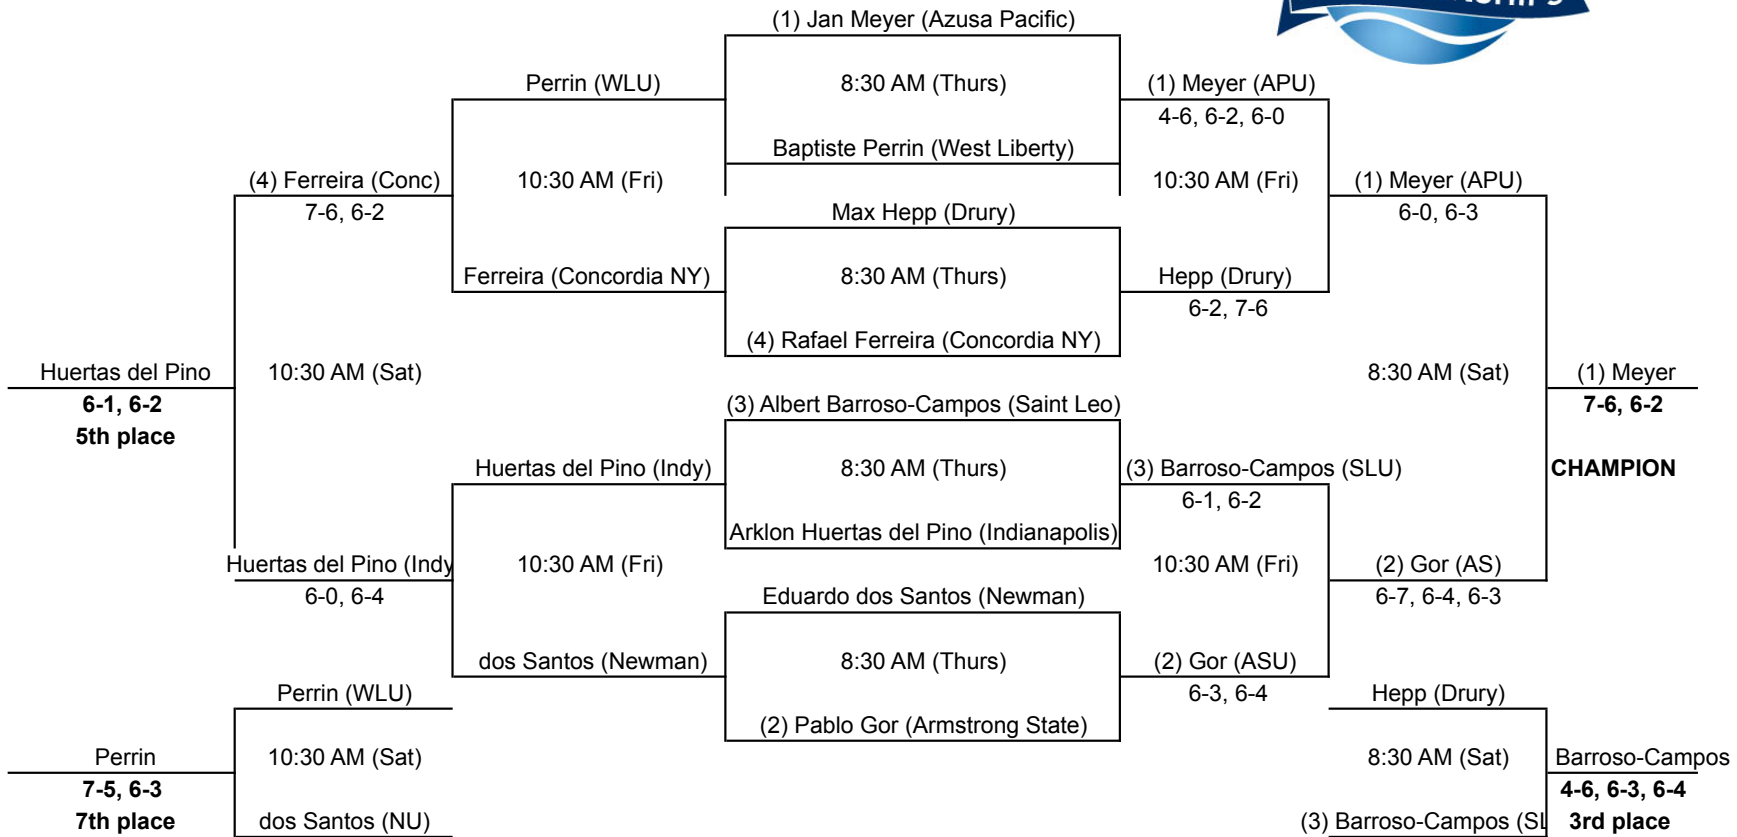 (1) Jan Meyer (Azusa Pacific)
Perrin (WLU)
8:30 AM (Thurs)
(1) Meyer (APU)
4-6, 6-2, 6-0
Baptiste Perrin (West Liberty)
(4) Ferreira (Conc)
10:30 AM (Fri)
10:30 AM (Fri)
(1) Meyer (APU)
7-6, 6-2
Max Hepp (Drury)
6-0, 6-3
Ferreira (Concordia NY)
8:30 AM (Thurs)
Hepp (Drury)
6-2, 7-6
(4) Rafael Ferreira (Concordia NY)
Huertas del Pino
10:30 AM (Sat)
8:30 AM (Sat)
(1) Meyer
6-1, 6-2
(3) Albert Barroso-Campos (Saint Leo)
7-6, 6-2
5th place
Huertas del Pino (Indy)
8:30 AM (Thurs)
(3) Barroso-Campos (SLU)
CHAMPION
6-1, 6-2
Arklon Huertas del Pino (Indianapolis)
Huertas del Pino (Indy
10:30 AM (Fri)
10:30 AM (Fri)
(2) Gor (AS)
6-0, 6-4
Eduardo dos Santos (Newman)
6-7, 6-4, 6-3
dos Santos (Newman)
8:30 AM (Thurs)
(2) Gor (ASU)
Perrin (WLU)
6-3, 6-4
Hepp (Drury)
(2) Pablo Gor (Armstrong State)
Perrin
10:30 AM (Sat)
8:30 AM (Sat)
Barroso-Campos
7-5, 6-3
4-6, 6-3, 6-4
7th place
dos Santos (NU)
(3) Barroso-Campos (SL
3rd place